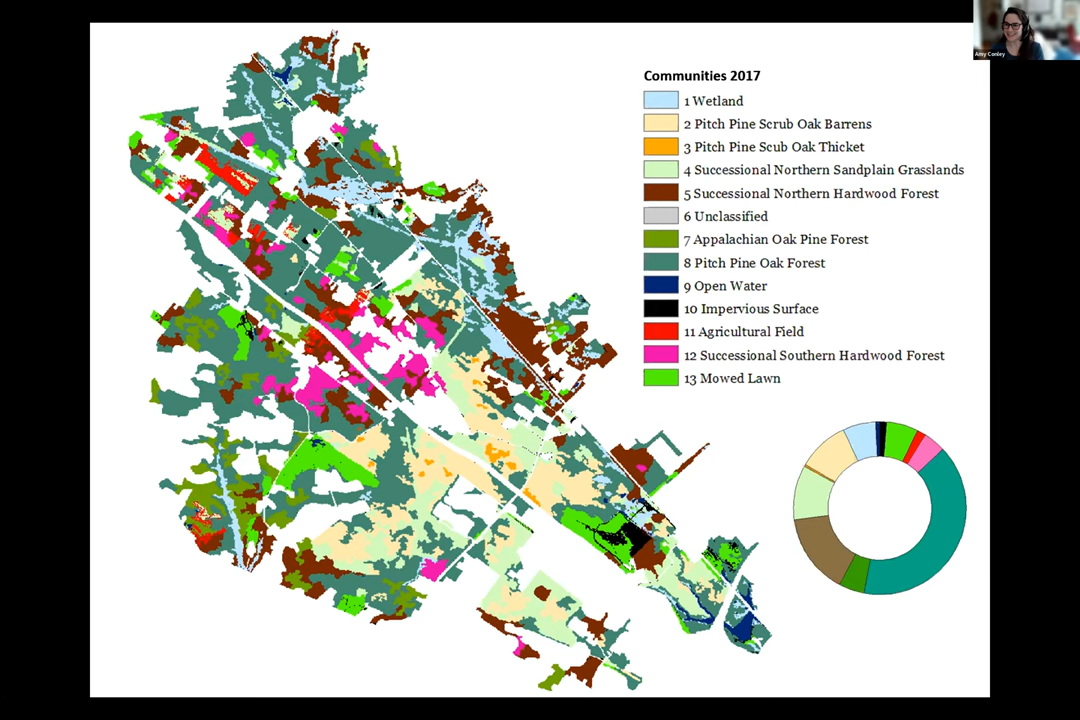 Amy Conley
Communities 2017
1 Wetland
2 Pitch Pine Scrub Oak Barrens
3 Pitch Pine Scub Oak Thicket
4 Successional Northern Sandplain Grasslands
5 Successional Northern Hardwood Forest
6 Unclassified
7 Appalachian Oak Pine Forest
8 Pitch Pine Oak Forest
9 Open Water
10 Impervious Surface
11 Agricultural Field
12 Successional Southern Hardwood Forest
13 Mowed Lawn